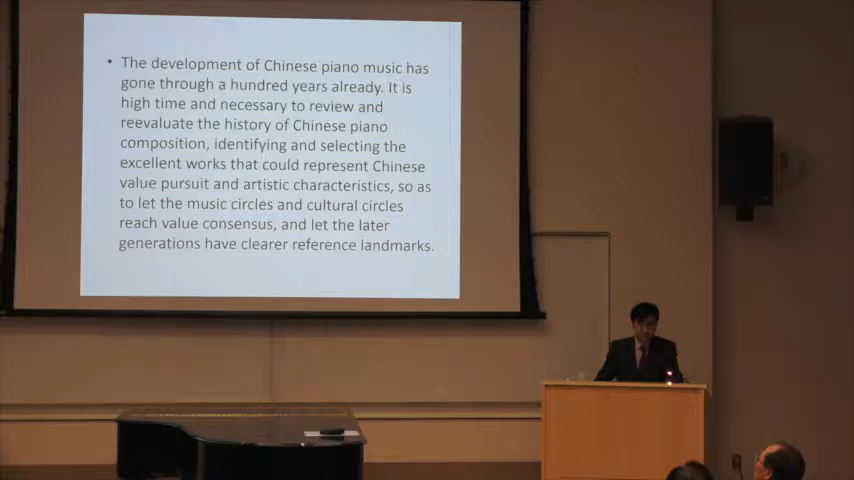 • The development of Chinese piano music has
gone through a hundred years already. It is
high time and necessary to review and
reevaluate the history of Chinese piano
composition, identifying and selecting the
excellent works that could represent Chinese
value pursuit and artistic characteristics, so as
to let the music circles and cultural circles
reach value consensus, and let the later
generations have clearer reference landmarks.